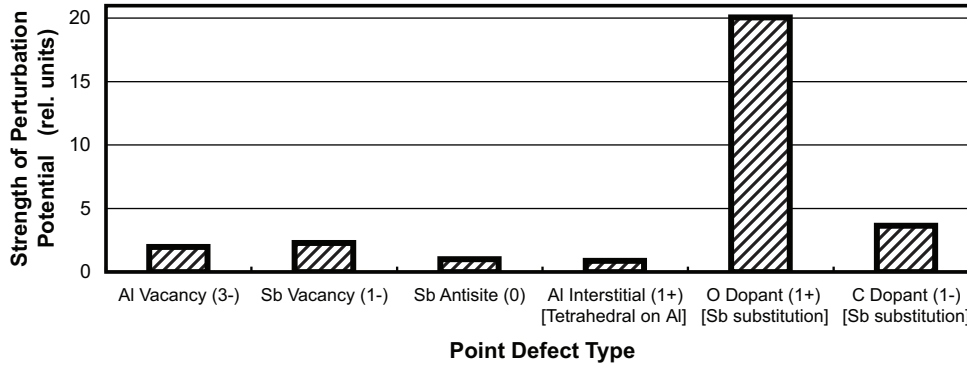 Strength of Perturbation
Potential (rel. units)
20
15
10
5
0
Al Vacancy (3-)
Sb Vacancy (1-)
Sb Antisite (0)
Al Interstitial (1+)
[Tetrahedral on Al]
O Dopant (1+)
[Sb substitution]
C Dopant (1-)
[Sb substitution]
Point Defect Type